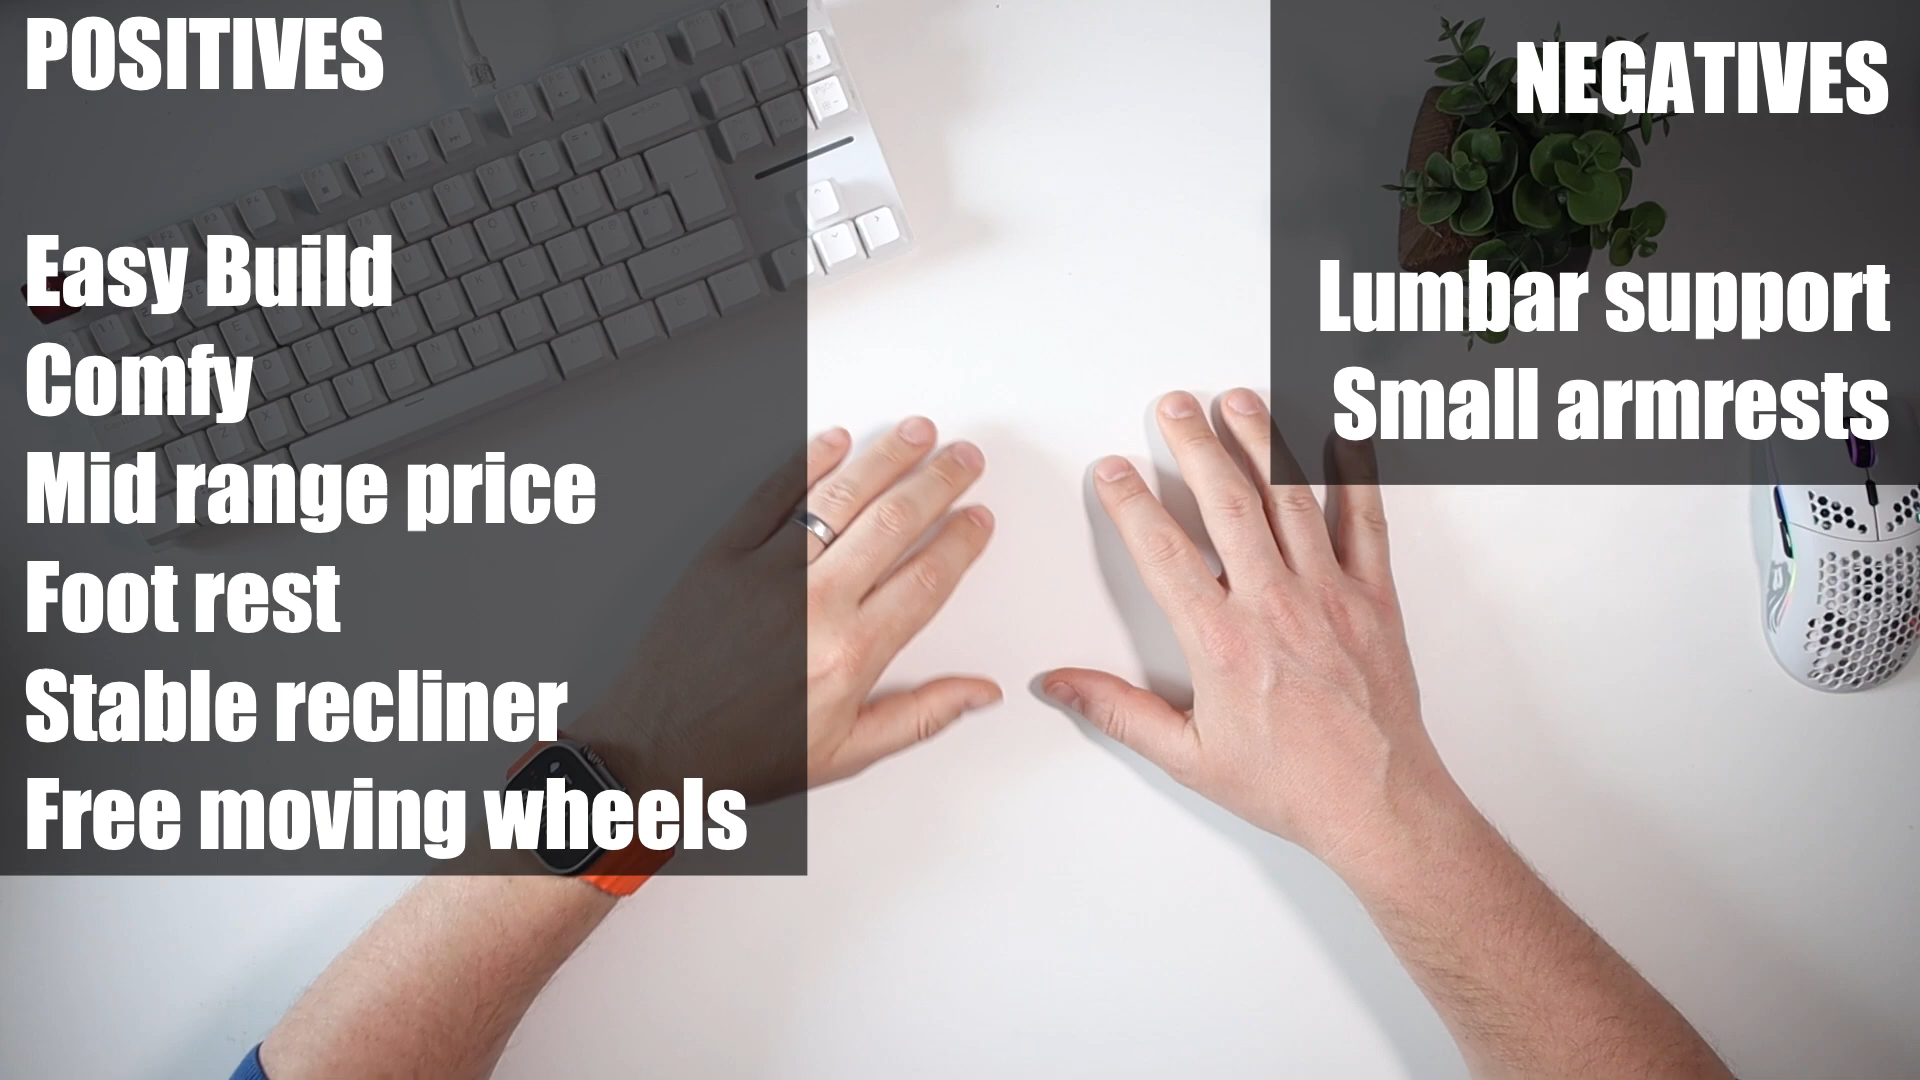 POSITIVES
Easy Build
Comfy
Mid range price
Foot rest
Stable recliner
Free moving wheels
NEGATIVES
Lumbar support
Small armrests